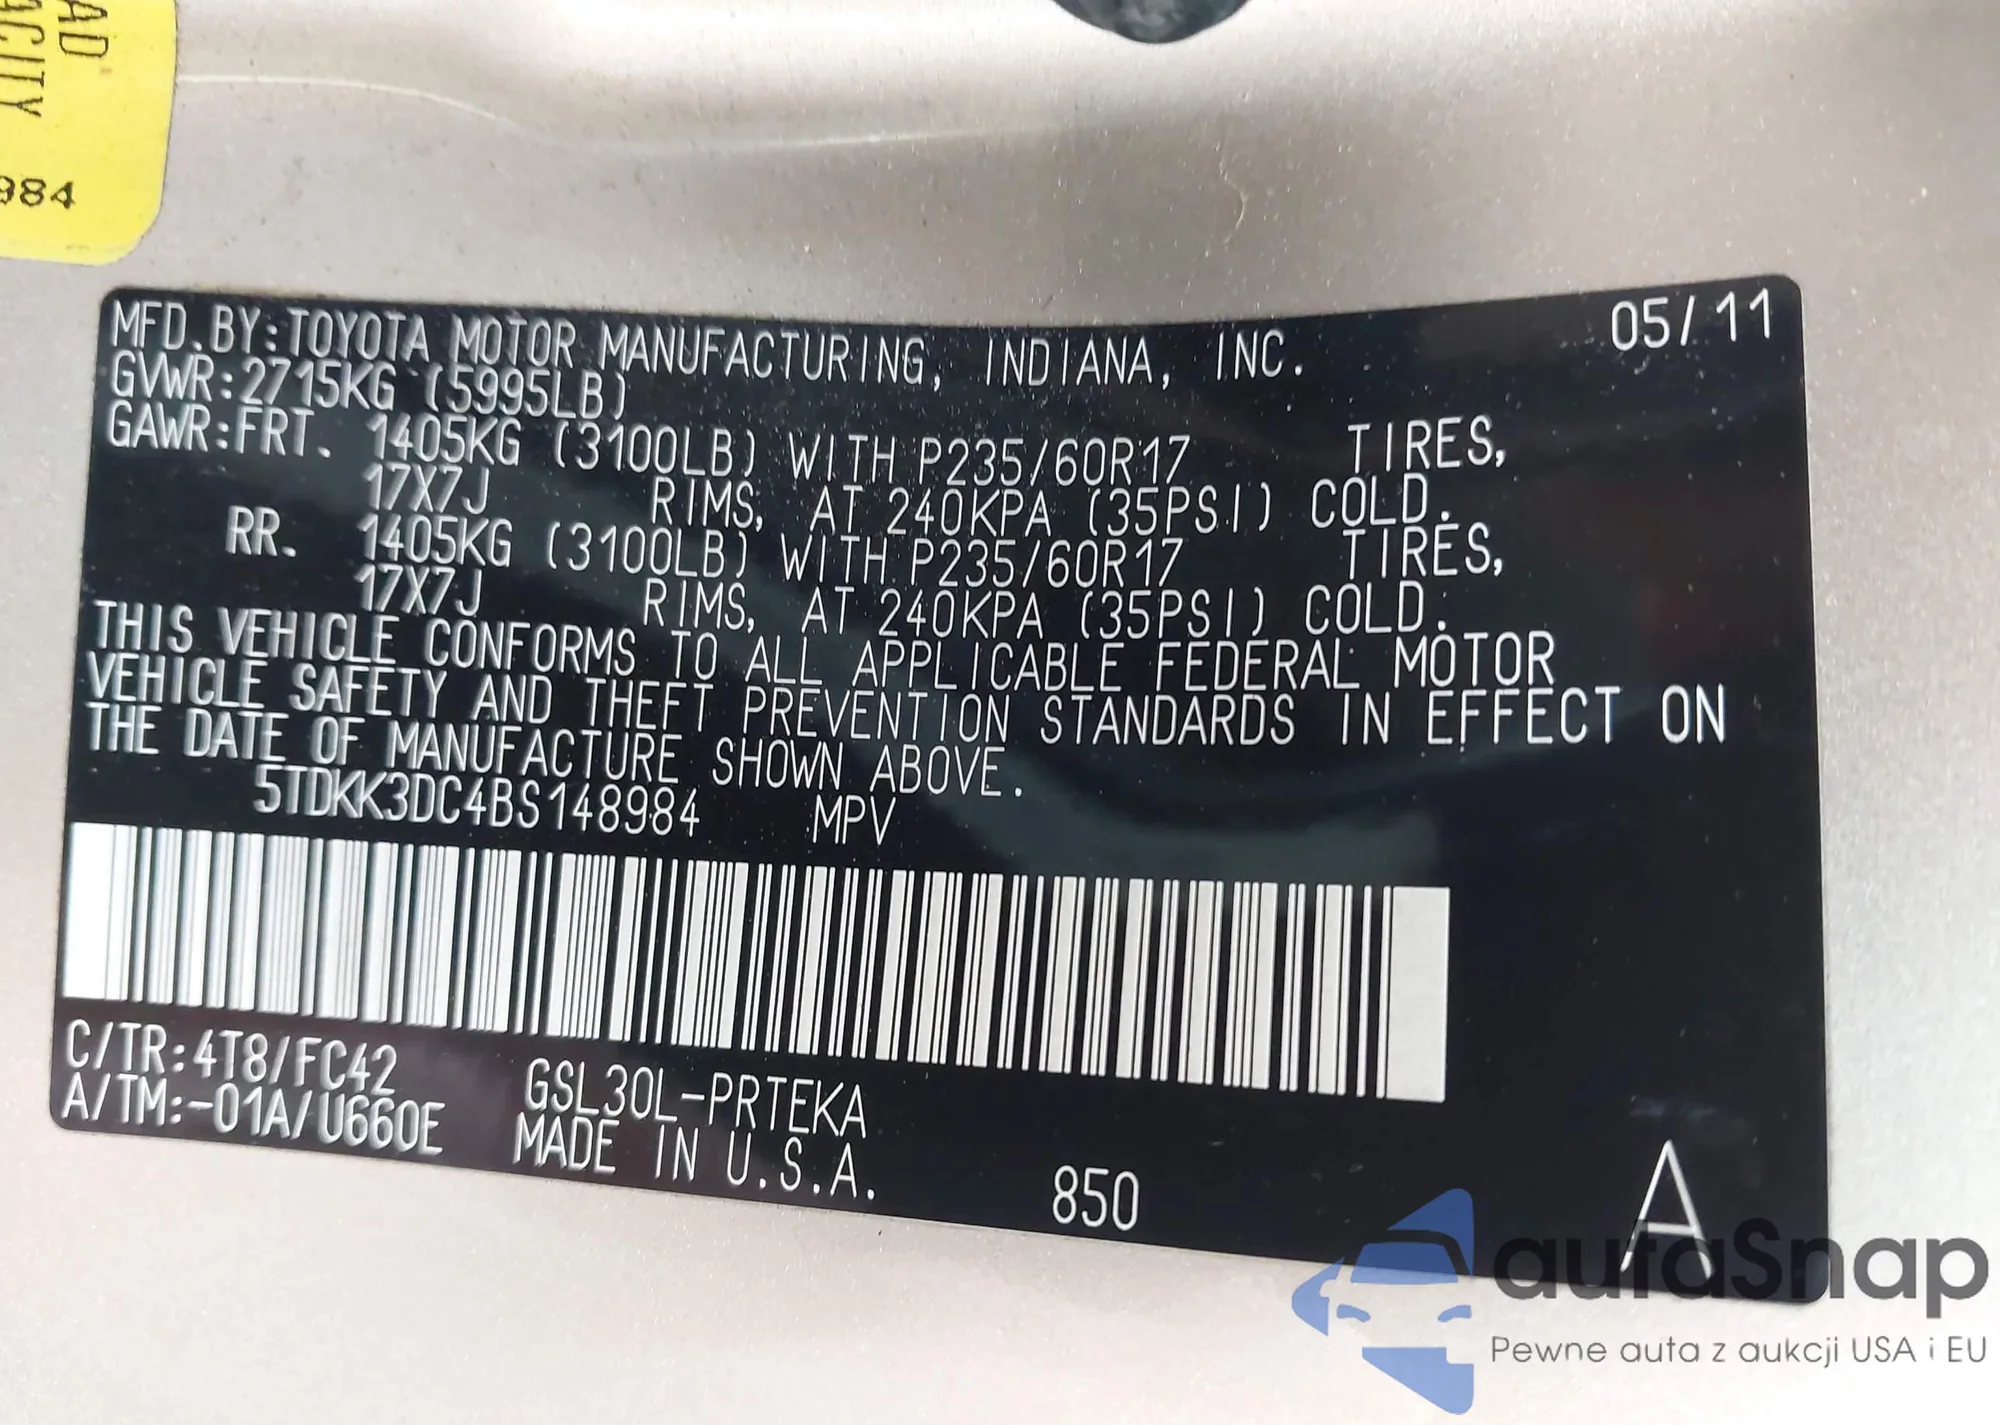 AD
ACITY
984
MFD.BY:TOYOTA MOTOR MANUFACTURING, INDIANA, INC. 05/11
GVWR:2715KG (5995LB)
GAWR:FRT. 1405KG (3100LB) WITH P235/60R17 TIRES,
17X7J RIMS, AT 240KPA (35PSI) COLD.
RR. 1405KG (3100LB) WITH P235/60R17 TIRES,
17X7J RIMS, AT 240KPA (35PSI) COLD.
THIS VEHICLE CONFORMS TO ALL APPLICABLE FEDERAL MOTOR
VEHICLE SAFETY AND THEFT PREVENTION STANDARDS IN EFFECT ON
THE DATE OF MANUFACTURE SHOWN ABOVE.
5TDKK3DC4BS148984 MPV
C/TR:4T8/FC42 GSL30L-PRTEKA
A/TM:-01A/U660E MADE IN U.S.A.
850
A
autaSnap
Pewne auta z aukcji USA i EU